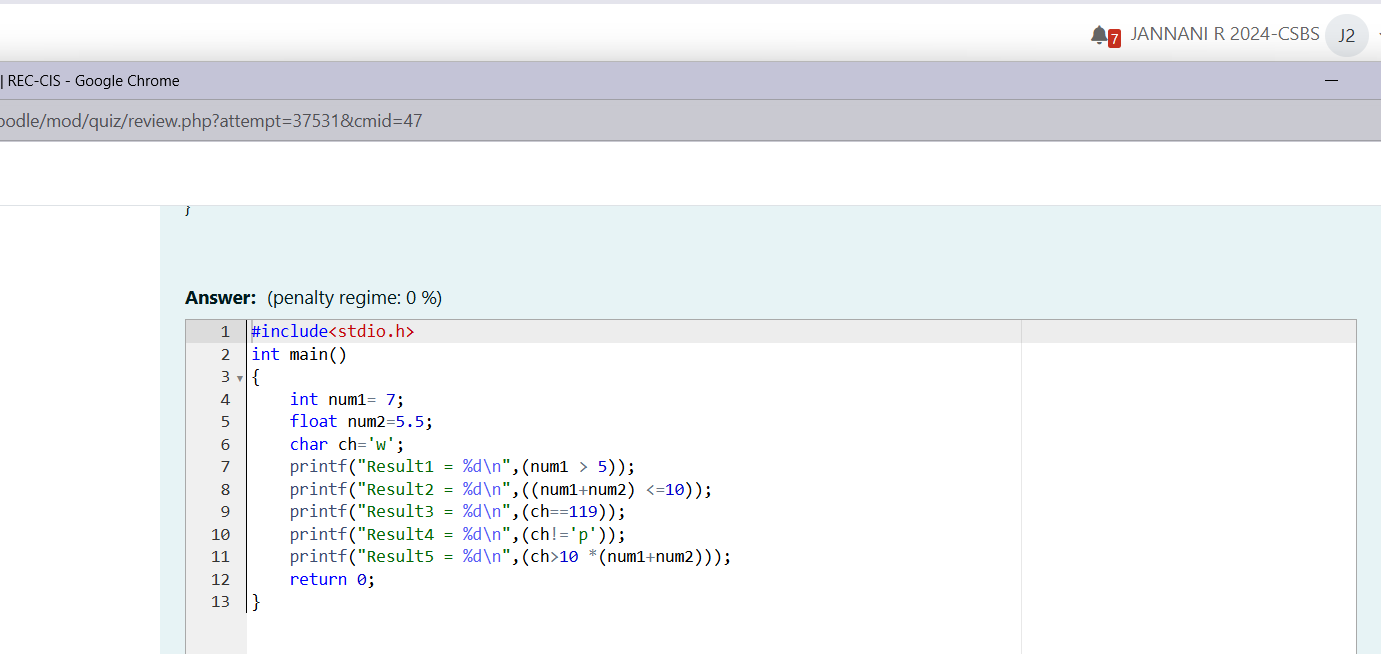 7 JANNANI R 2024-CSBS J2
| REC-CIS - Google Chrome
oodle/mod/quiz/review.php?attempt=37531&cmid=47
}
Answer: (penalty regime: 0 %)
1 #include<stdio.h>
2 int main()
3 {
4 int num1= 7;
5 float num2=5.5;
6 char ch='w';
7 printf("Result1 = %d\n",(num1 > 5));
8 printf("Result2 = %d\n",((num1+num2) <=10));
9 printf("Result3 = %d\n",(ch==119));
10 printf("Result4 = %d\n",(ch!='p'));
11 printf("Result5 = %d\n",(ch>10 *(num1+num2)));
12 return 0;
13 }